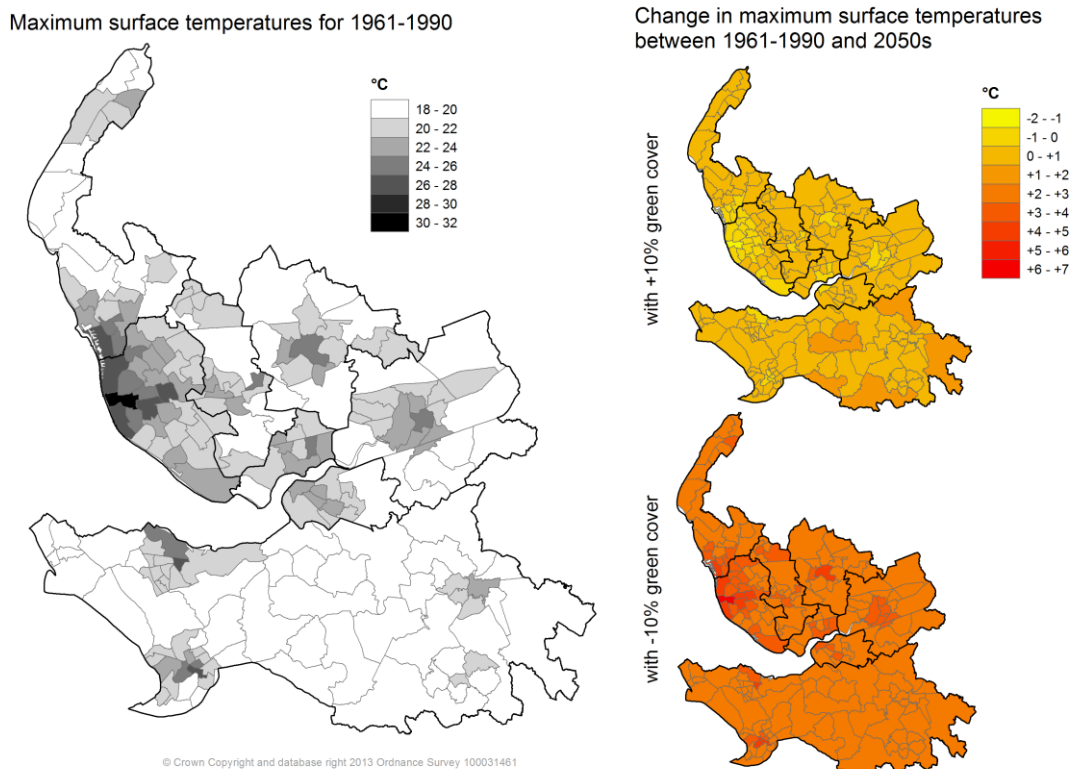 Maximum surface temperatures for 1961-1990
°C
18 - 20
20 - 22
22 - 24
24 - 26
26 - 28
28 - 30
30 - 32
Change in maximum surface temperatures
between 1961-1990 and 2050s
°C
-2 - -1
-1 - 0
0 - +1
+1 - +2
+2 - +3
+3 - +4
+4 - +5
+5 - +6
+6 - +7
with +10% green cover
with -10% green cover
© Crown Copyright and database right 2013 Ordnance Survey 100031461